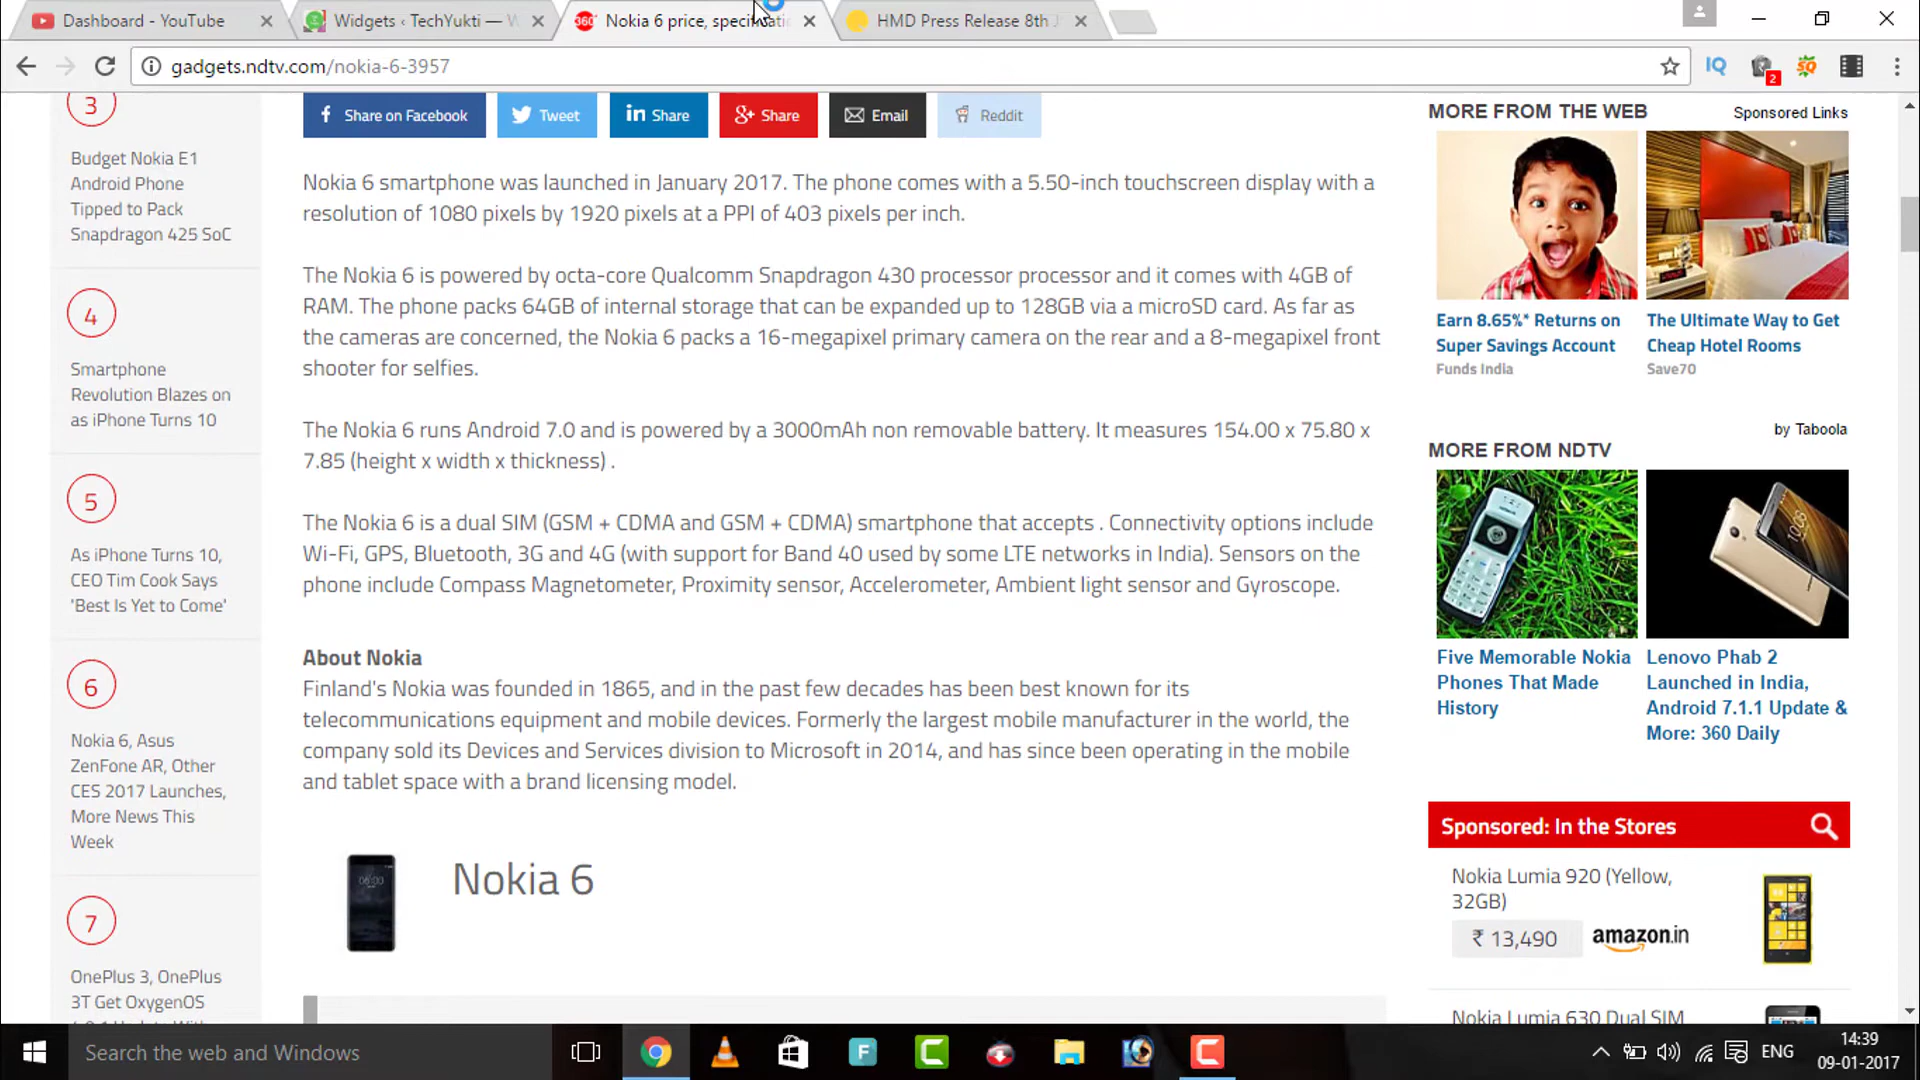 Dashboard - YouTube
Widgets ‹ TechYukti — W
Nokia 6 price, specificati
HMD Press Release 8th J
gadgets.ndtv.com/nokia-6-3957
2
3
Budget Nokia E1
Android Phone
Tipped to Pack
Snapdragon 425 SoC
4
Smartphone
Revolution Blazes on
as iPhone Turns 10
5
As iPhone Turns 10,
CEO Tim Cook Says
'Best Is Yet to Come'
6
Nokia 6, Asus
ZenFone AR, Other
CES 2017 Launches,
More News This
Week
7
OnePlus 3, OnePlus
3T Get OxygenOS
Share on Facebook
Tweet
Share
Share
Email
Reddit
Nokia 6 smartphone was launched in January 2017. The phone comes with a 5.50-inch touchscreen display with a
resolution of 1080 pixels by 1920 pixels at a PPI of 403 pixels per inch.
The Nokia 6 is powered by octa-core Qualcomm Snapdragon 430 processor processor and it comes with 4GB of
RAM. The phone packs 64GB of internal storage that can be expanded up to 128GB via a microSD card. As far as
the cameras are concerned, the Nokia 6 packs a 16-megapixel primary camera on the rear and a 8-megapixel front
shooter for selfies.
The Nokia 6 runs Android 7.0 and is powered by a 3000mAh non removable battery. It measures 154.00 x 75.80 x
7.85 (height x width x thickness) .
The Nokia 6 is a dual SIM (GSM + CDMA and GSM + CDMA) smartphone that accepts . Connectivity options include
Wi-Fi, GPS, Bluetooth, 3G and 4G (with support for Band 40 used by some LTE networks in India). Sensors on the
phone include Compass Magnetometer, Proximity sensor, Accelerometer, Ambient light sensor and Gyroscope.
About Nokia
Finland's Nokia was founded in 1865, and in the past few decades has been best known for its
telecommunications equipment and mobile devices. Formerly the largest mobile manufacturer in the world, the
company sold its Devices and Services division to Microsoft in 2014, and has since been operating in the mobile
and tablet space with a brand licensing model.
06:00
Nokia 6
MORE FROM THE WEB
Sponsored Links
Earn 8.65%* Returns on
Super Savings Account
Funds India
The Ultimate Way to Get
Cheap Hotel Rooms
Save70
by Taboola
MORE FROM NDTV
Five Memorable Nokia
Phones That Made
History
Lenovo Phab 2
Launched in India,
Android 7.1.1 Update &
More: 360 Daily
Sponsored: In the Stores
Nokia Lumia 920 (Yellow,
32GB)
₹ 13,490
amazon.in
Nokia Lumia 630 Dual SIM
Search the web and Windows
ENG
14:39
09-01-2017